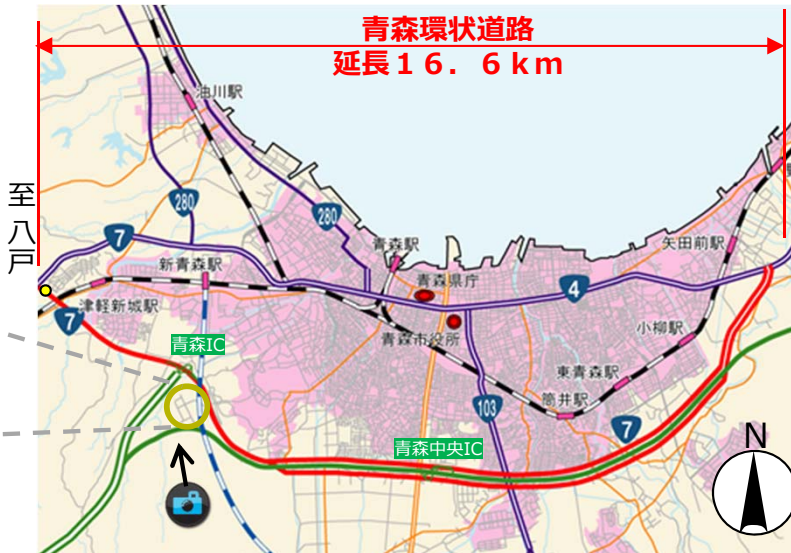 青森環状道路
延長１６．６ｋｍ
油川駅
至 八戸
280
280
7
青森駅
矢田前駅
新青森駅
青森県庁
4
津軽新城駅
7
青森市役所
小柳駅
青森IC
東青森駅
筒井駅
103
7
青森中央IC
N